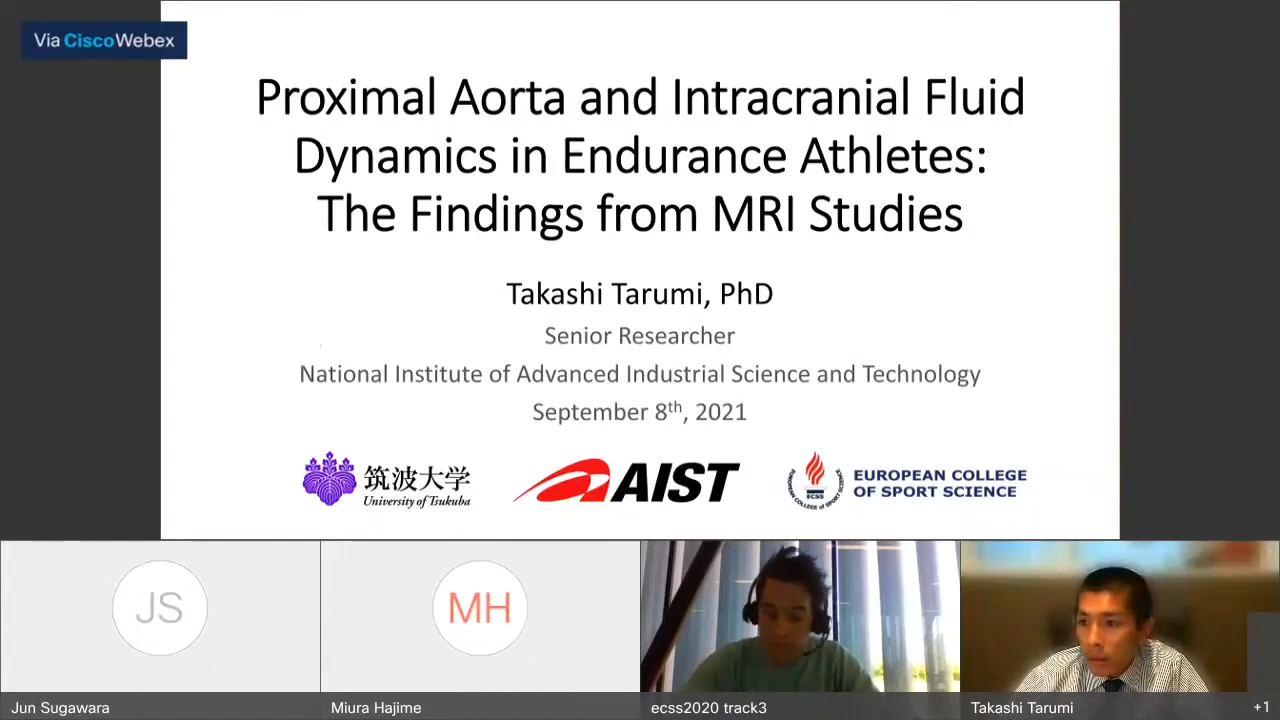 Via CiscoWebex
Proximal Aorta and Intracranial Fluid
Dynamics in Endurance Athletes:
The Findings from MRI Studies
Takashi Tarumi, PhD
Senior Researcher
National Institute of Advanced Industrial Science and Technology
September 8th, 2021
筑波大学
University of Tsukuba
AIST
ECSS
EUROPEAN COLLEGE
OF SPORT SCIENCE
JS
MH
Jun Sugawara
Miura Hajime
ecss2020 track3
Takashi Tarumi
+1